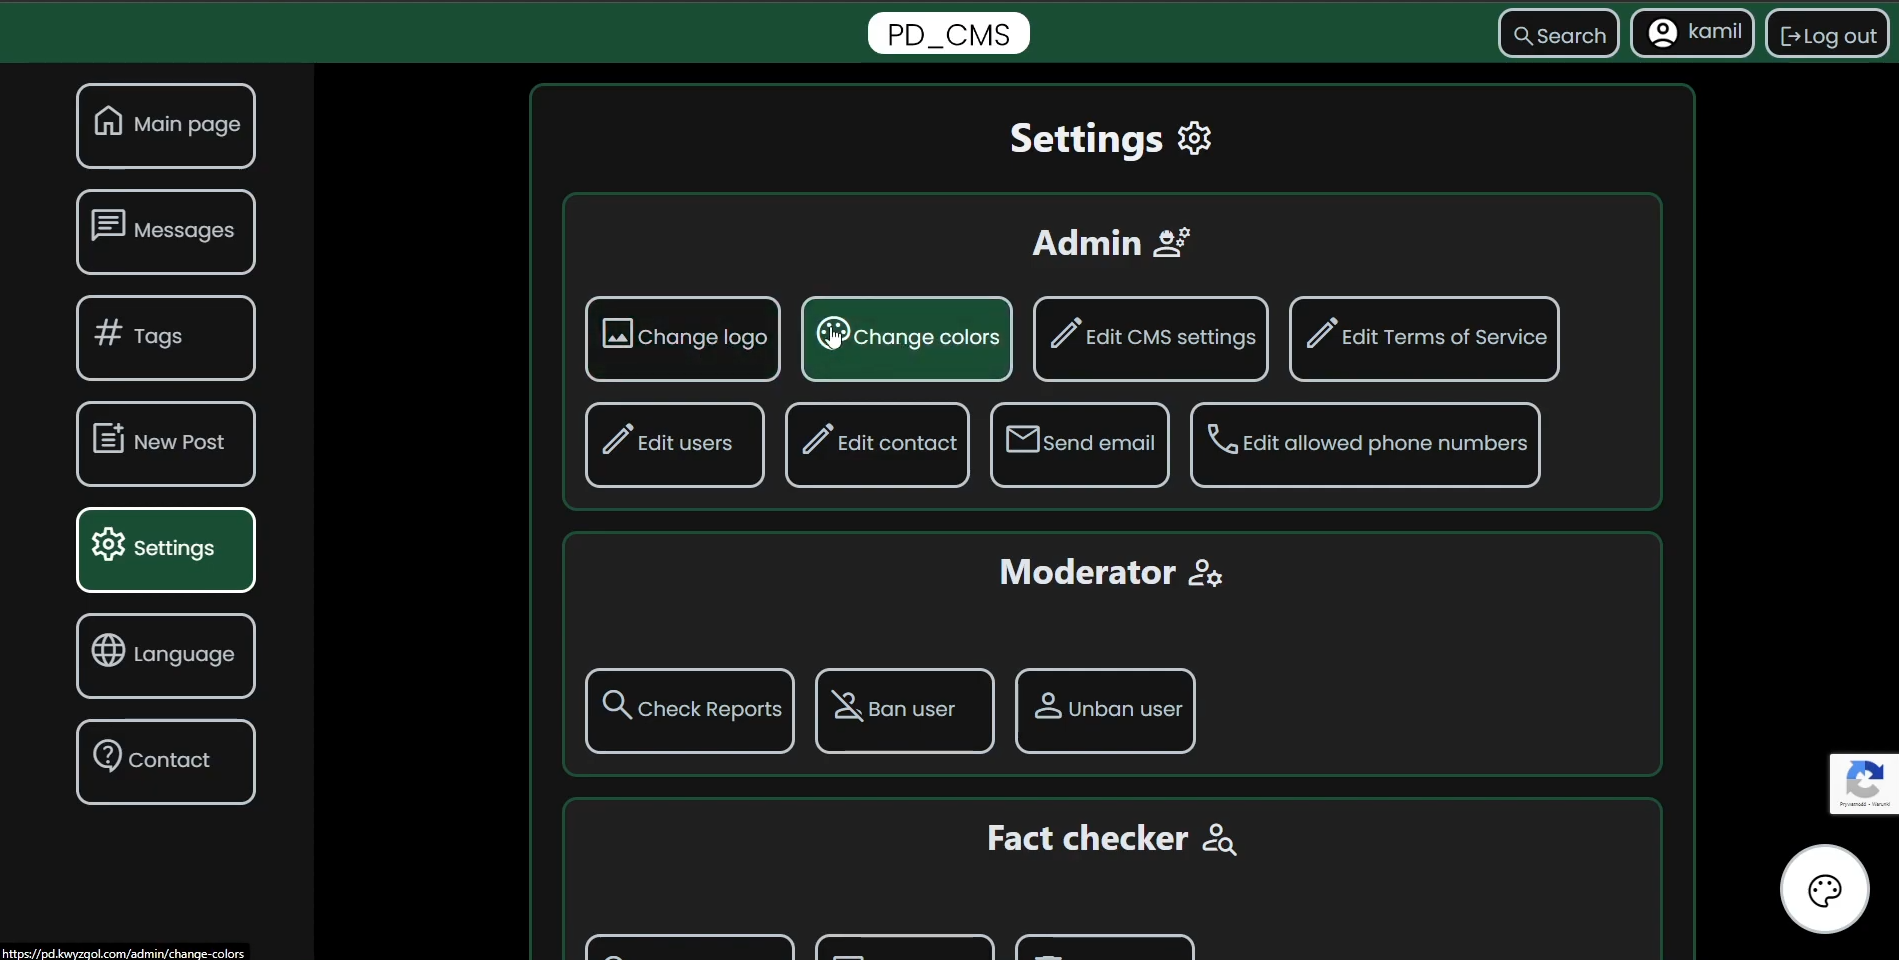 PD_CMS
Search
kamil
Log out
Main page
Messages
Tags
New Post
Settings
Language
Contact
Settings
Admin
Change logo
Change colors
Edit CMS settings
Edit Terms of Service
Edit users
Edit contact
Send email
Edit allowed phone numbers
Moderator
Check Reports
Ban user
Unban user
Fact checker
Prywatność - Warunki
https://pd.kwyzgol.com/admin/change-colors